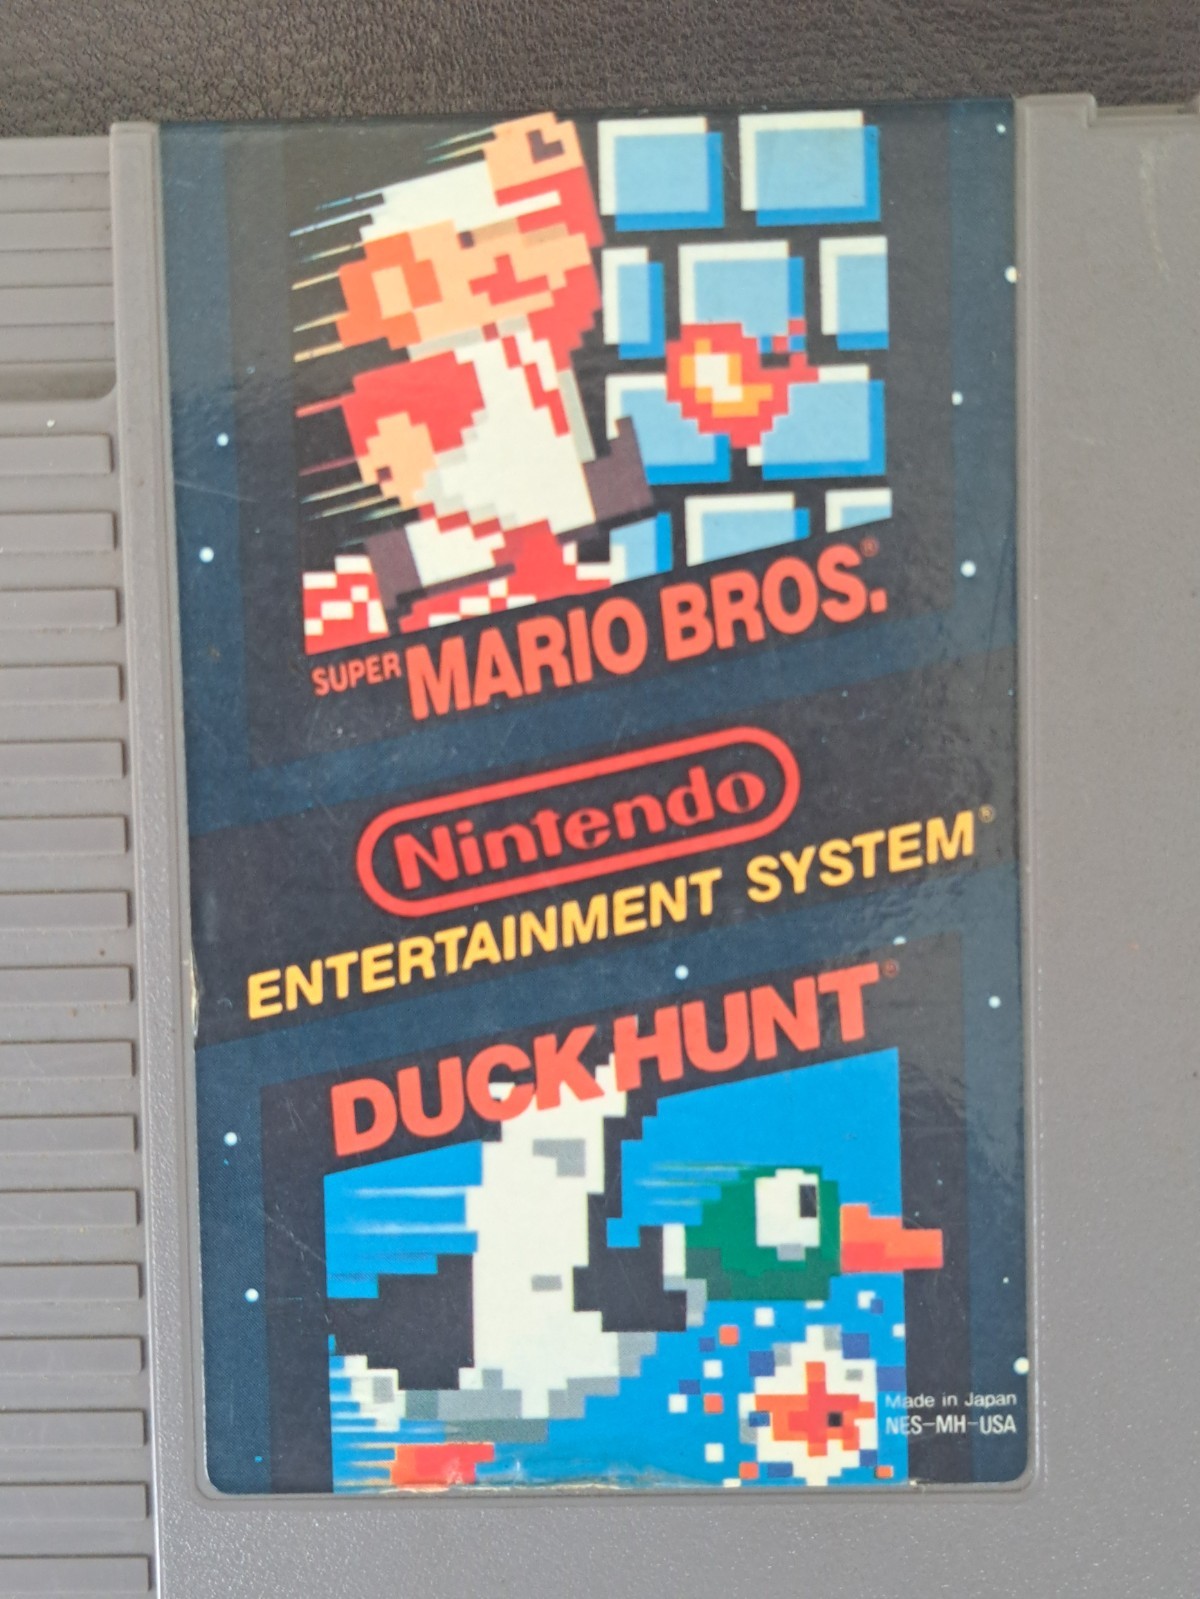 SUPER MARIO BROS.®
Nintendo
ENTERTAINMENT SYSTEM®
DUCK HUNT®
Made in Japan
NES-MH-USA